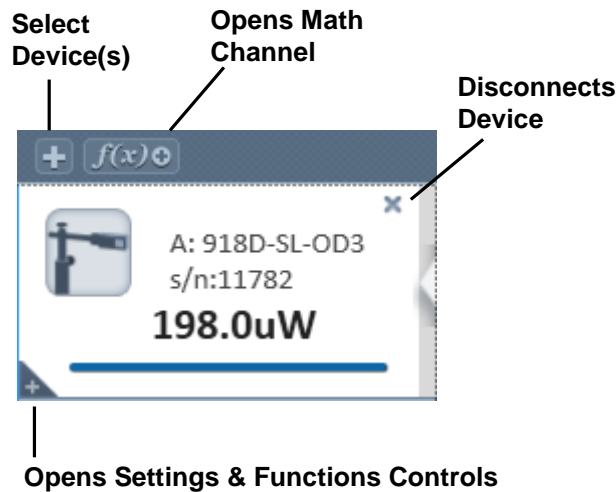 Select
Device(s)
Opens Math
Channel
Disconnects
Device
f(x)
A: 918D-SL-OD3
s/n:11782
198.0uW
Opens Settings & Functions Controls